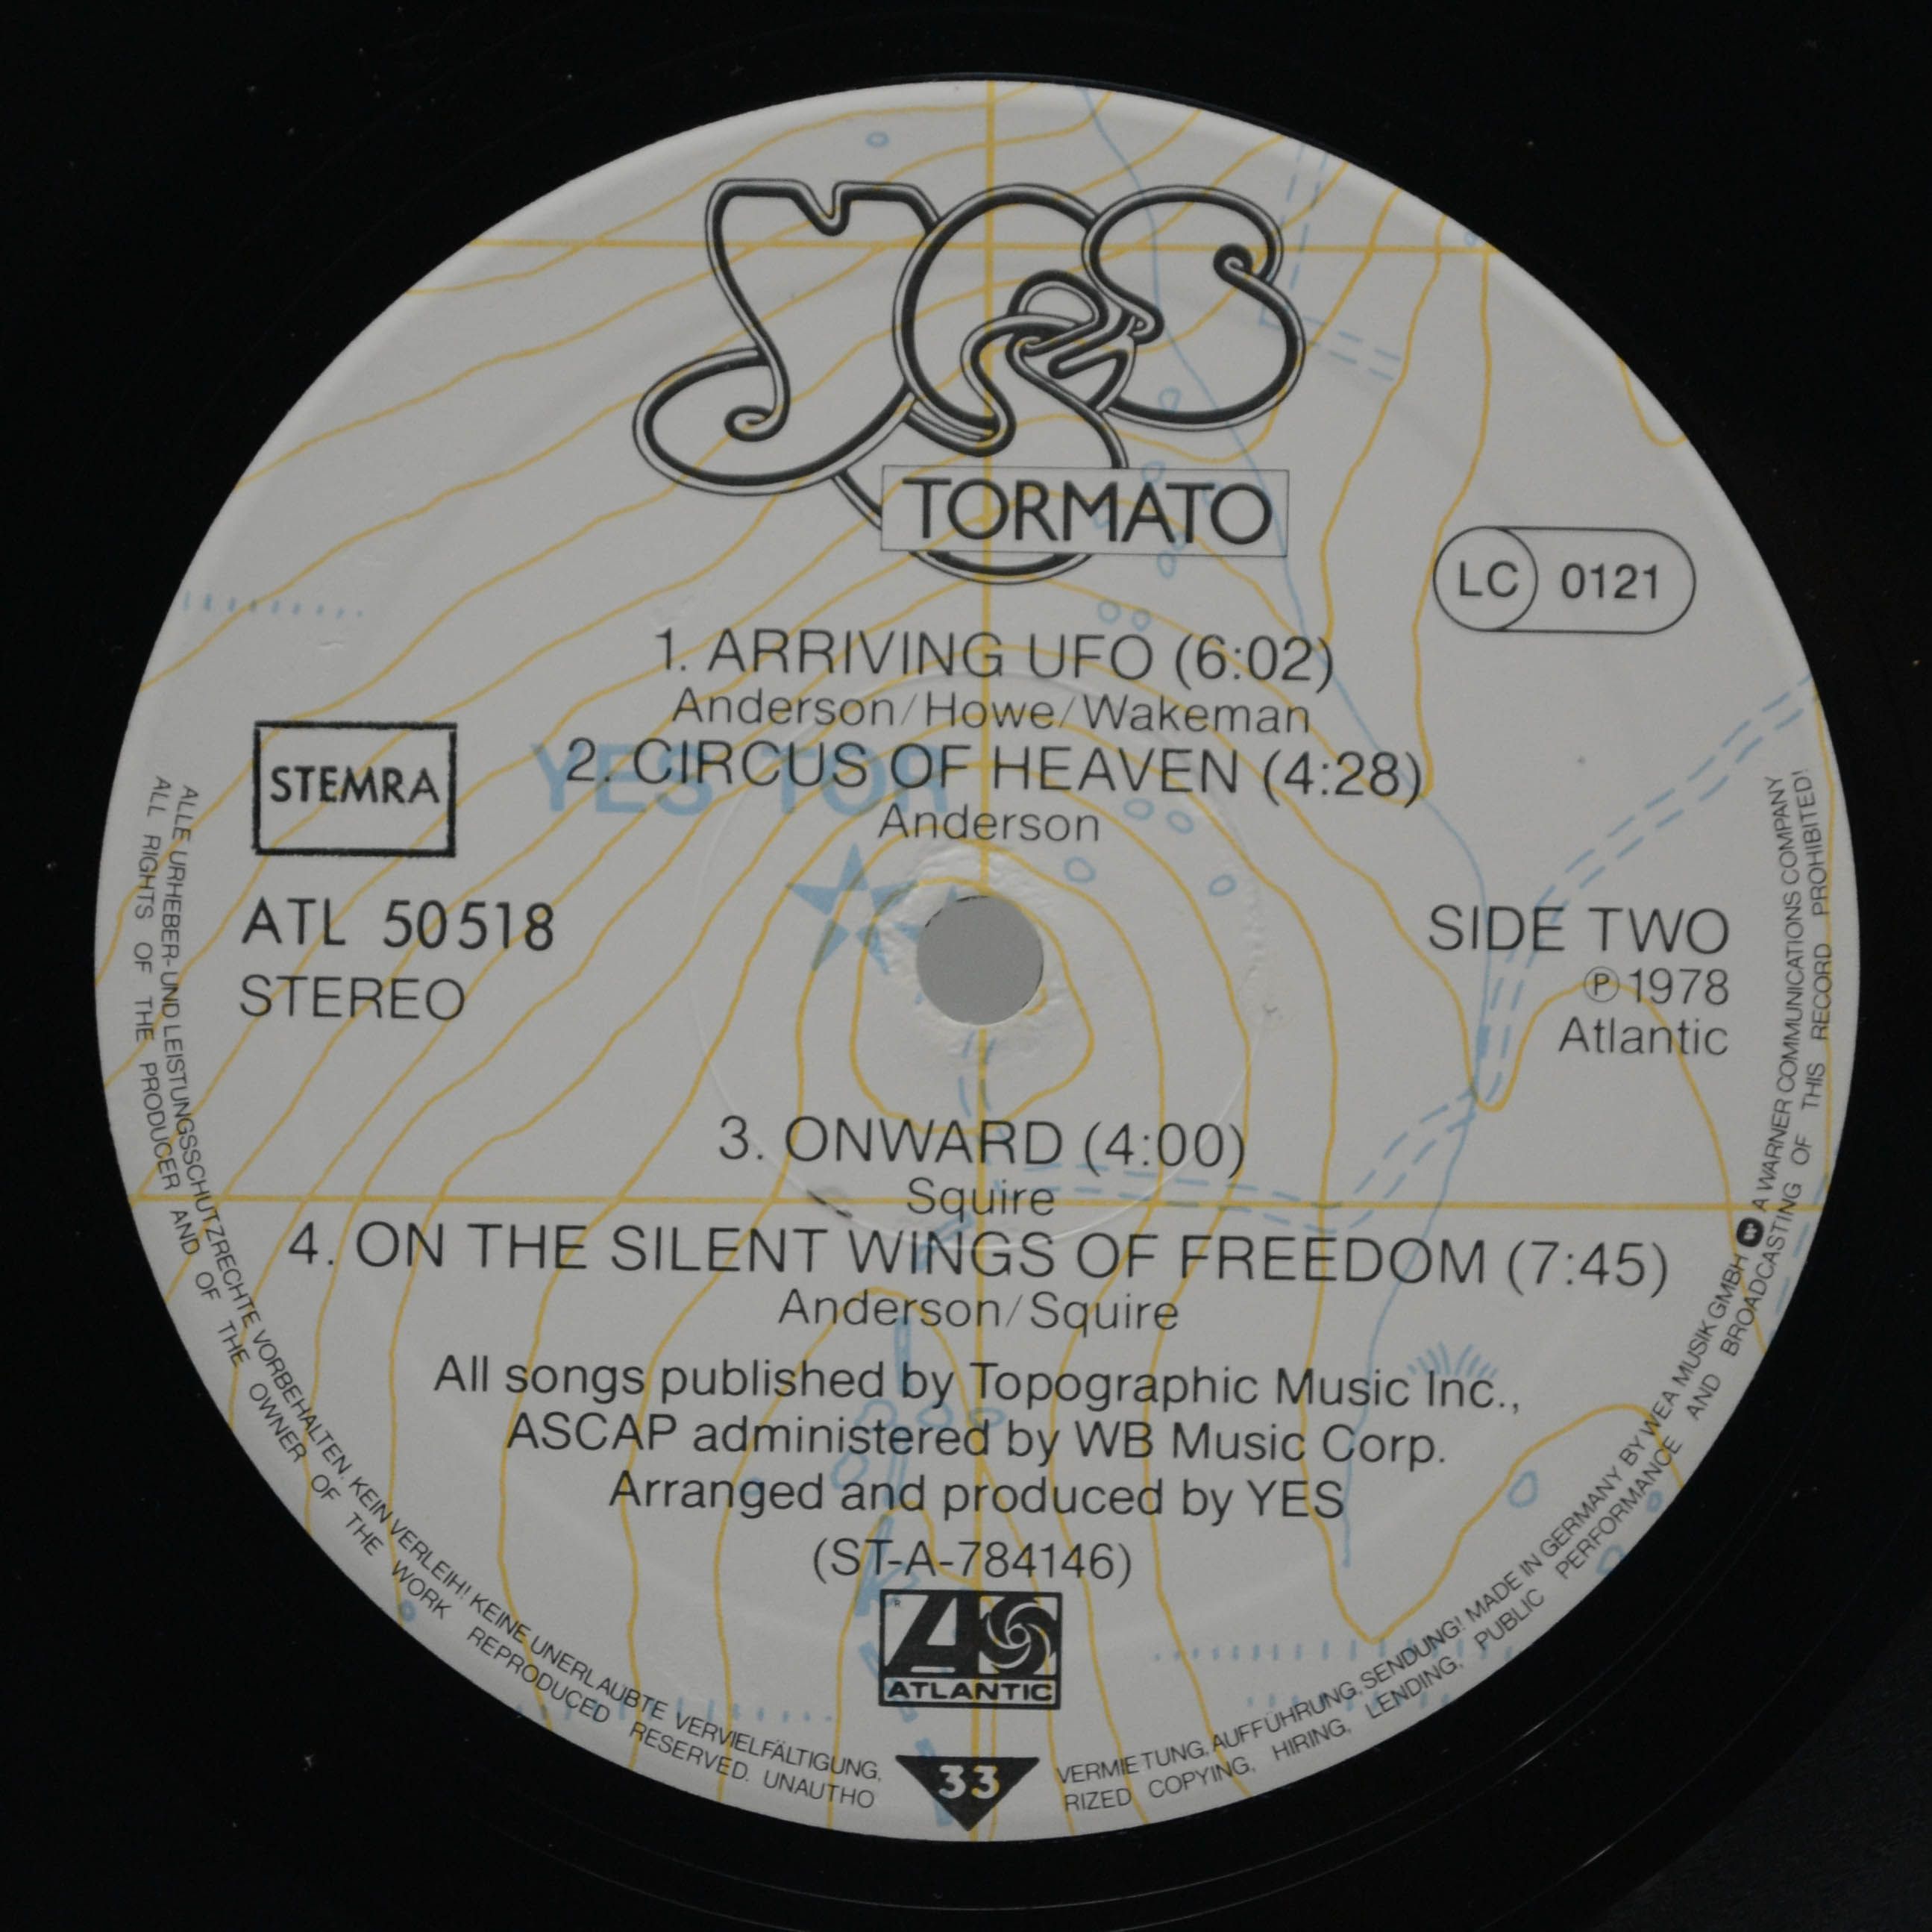 YES
TORMATO
LC 0121
1. ARRIVING UFO (6:02)
Anderson/Howe/Wakeman
STEMRA
YES TOR
2. CIRCUS OF HEAVEN (4:28)
Anderson
ATL 50518
STEREO
SIDE TWO
Ⓟ1978
Atlantic
3. ONWARD (4:00)
Squire
4. ON THE SILENT WINGS OF FREEDOM (7:45)
Anderson/Squire
All songs published by Topographic Music Inc.,
ASCAP administered by WB Music Corp.
Arranged and produced by YES
(ST-A-784146)
ATLANTIC
33
ALLE URHEBER- UND LEISTUNGSSCHUTZRECHTE VORBEHALTEN. KEIN VERLEIH! KEINE UNERLAUBTE VERVIELFÄLTIGUNG, VERMIETUNG, AUFFÜHRUNG, SENDUNG! MADE IN GERMANY BY WEA MUSIK GMBH A WARNER COMMUNICATIONS COMPANY
ALL RIGHTS OF THE PRODUCER AND OF THE OWNER OF THE WORK REPRODUCED RESERVED. UNAUTHORIZED COPYING, HIRING, LENDING, PUBLIC PERFORMANCE AND BROADCASTING OF THIS RECORD PROHIBITED!